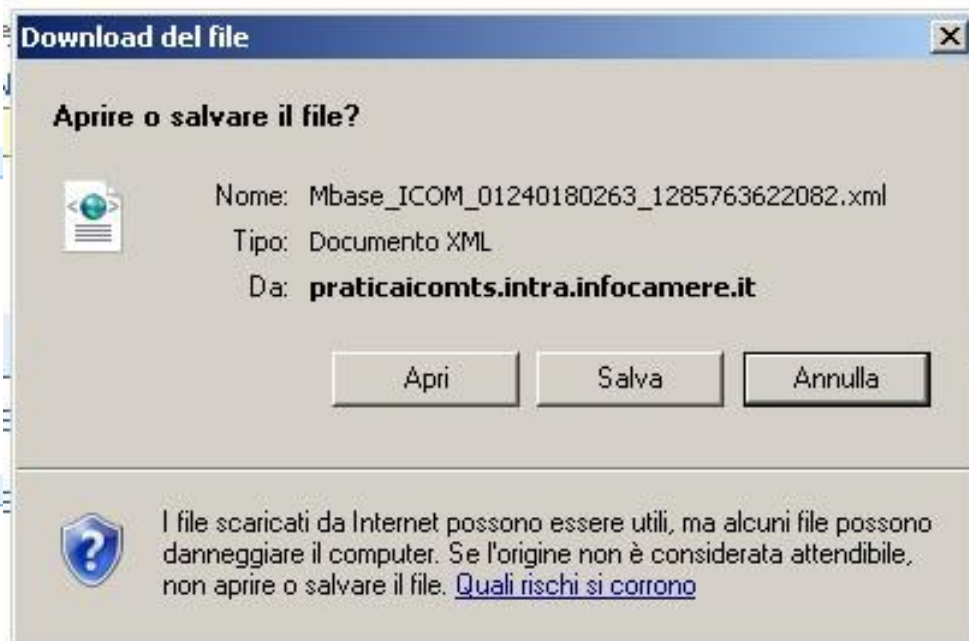 Download del file
Aprire o salvare il file?
Nome: Mbase_ICOM_01240180263_1285763622082.xml
Tipo: Documento XML
Da: praticaicomts.intra.infocamere.it
Apri Salva Annulla
I file scaricati da Internet possono essere utili, ma alcuni file possono
danneggiare il computer. Se l'origine non è considerata attendibile,
non aprire o salvare il file. Quali rischi si corrono